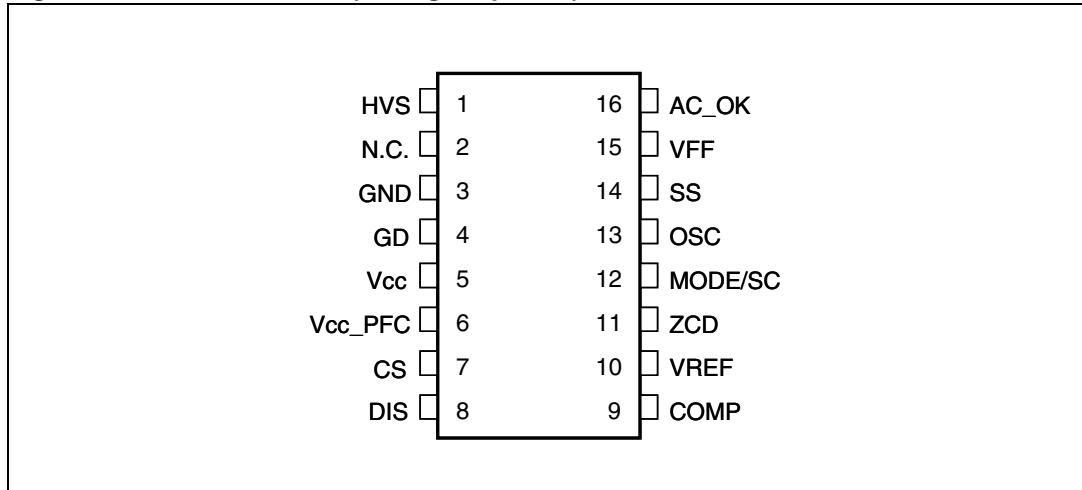 HVS 1 16 AC_OK
N.C. 2 15 VFF
GND 3 14 SS
GD 4 13 OSC
Vcc 5 12 MODE/SC
Vcc_PFC 6 11 ZCD
CS 7 10 VREF
DIS 8 9 COMP